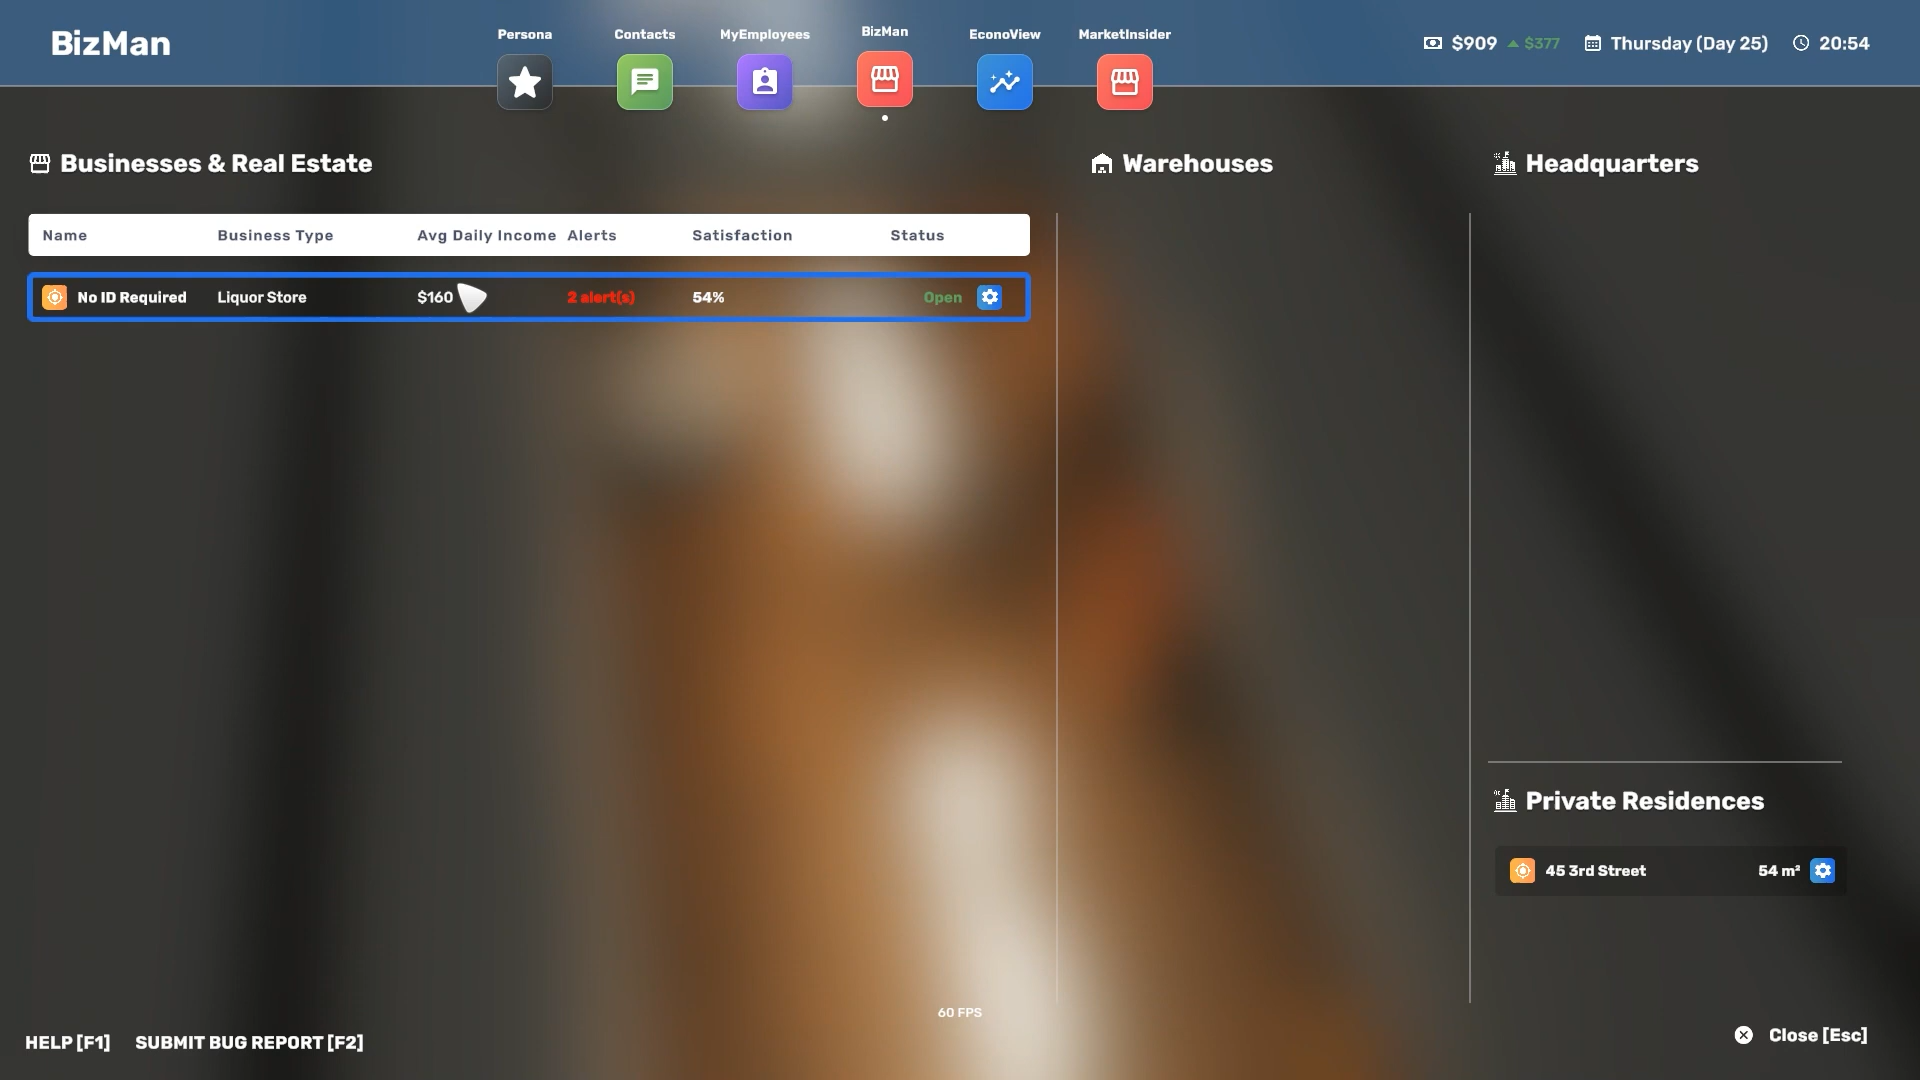 BizMan
Persona
Contacts
MyEmployees
BizMan
EconoView
MarketInsider
$909 $377
Thursday (Day 25)
20:54
Businesses & Real Estate
Warehouses
Headquarters
Name Business Type Avg Daily Income Alerts Satisfaction Status
No ID Required Liquor Store $160 2 alert(s) 54% Open
Private Residences
45 3rd Street 54 m²
60 FPS
HELP [F1] SUBMIT BUG REPORT [F2]
Close [Esc]